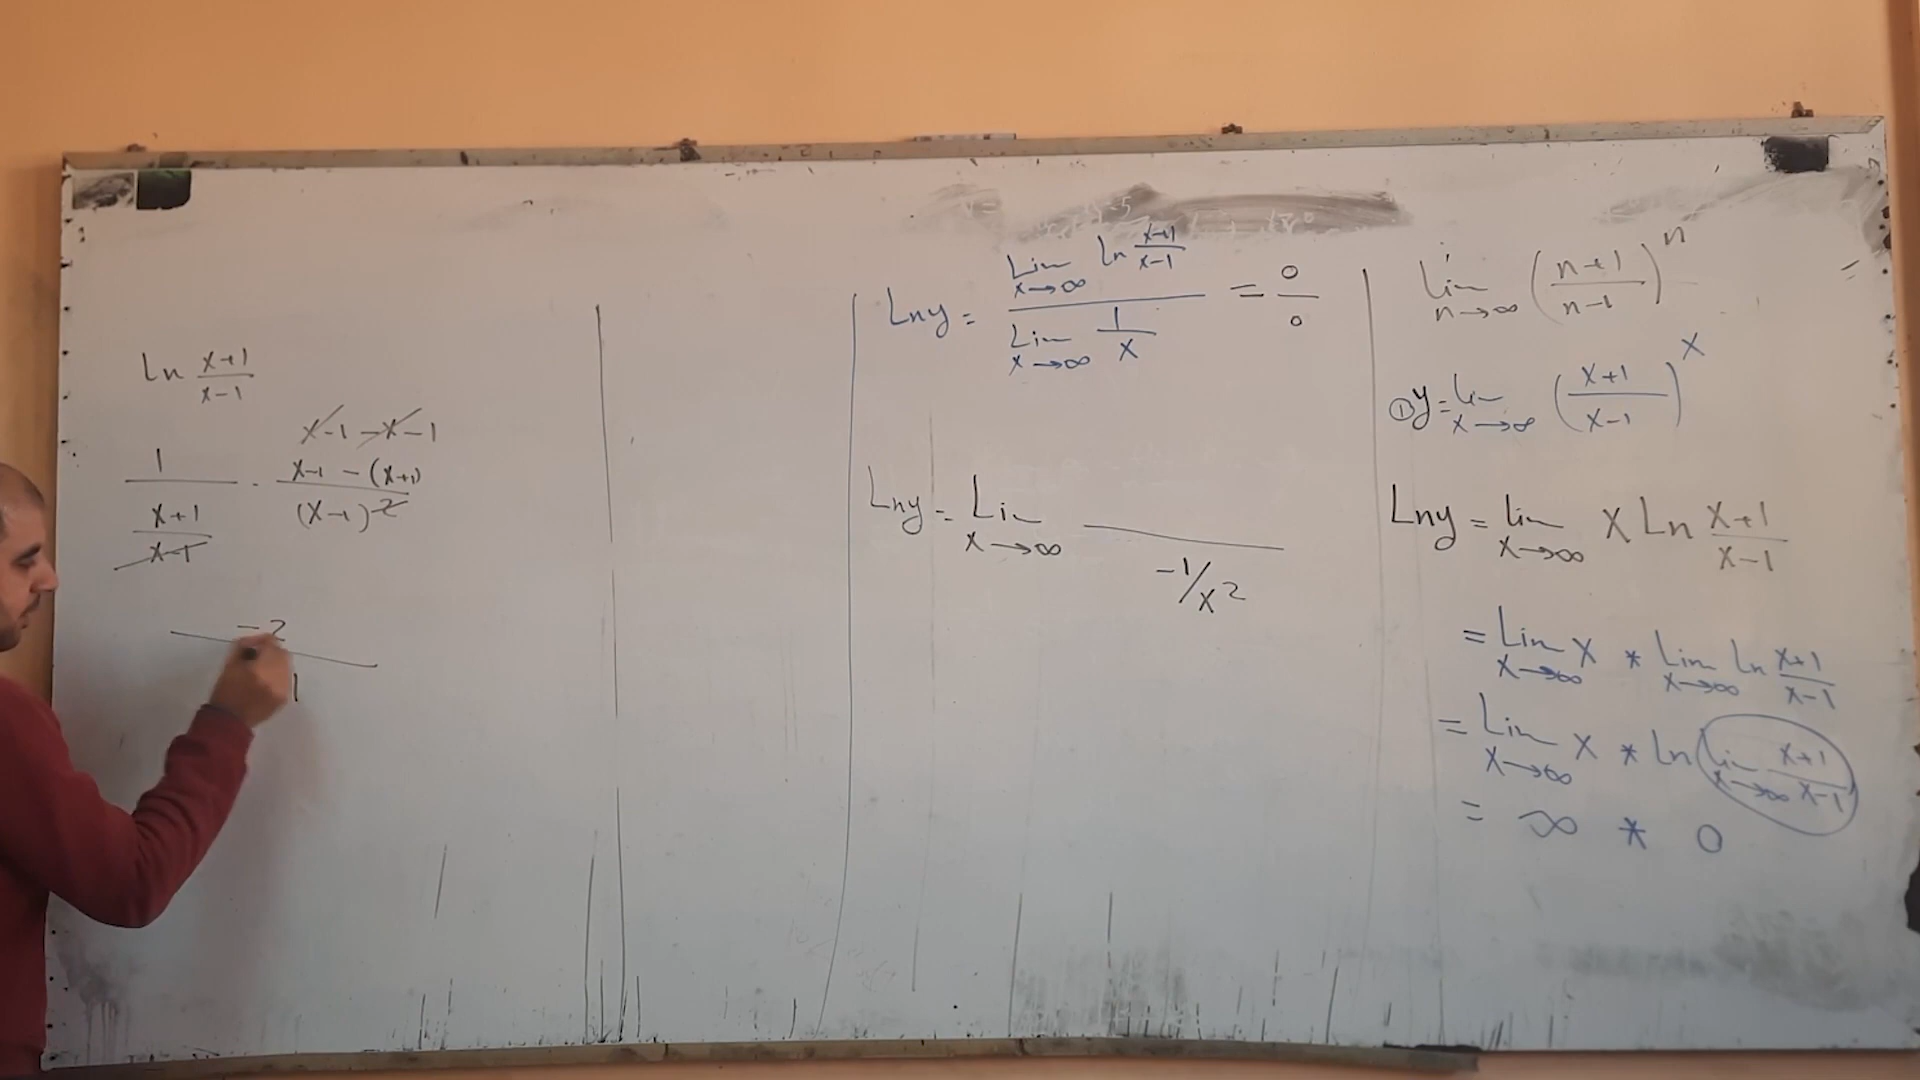 Lim n→∞ (n+1/n-1)^n =
① y = Lim x→∞ (x+1/x-1)^x
Lny = Lim x→∞ x Ln x+1/x-1
= Lim x→∞ x * Lim x→∞ ln x+1/x-1
= Lim x→∞ x * ln Lim x→∞ x+1/x-1
= ∞ * 0
Lny = Lim x→∞ ln x+1/x-1 / Lim x→∞ 1/x = 0/0
Lny = Lim x→∞ / -1/x²
Ln x+1/x-1
x-1-x-1
1/(x+1/x-1) · x-1-(x+1)/(x-1)²
-2
1